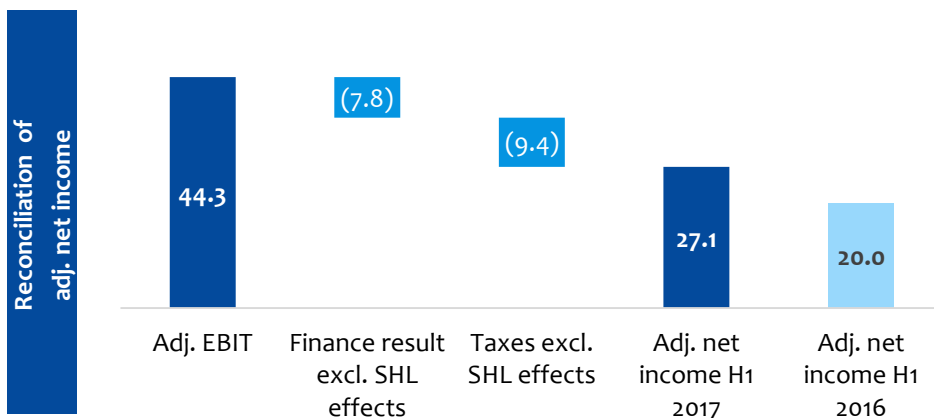 Reconciliation of
adj. net income
(7.8)
(9.4)
44.3
27.1
20.0
Adj. EBIT
Finance result
excl. SHL
effects
Taxes excl.
SHL effects
Adj. net
income H1
2017
Adj. net
income H1
2016